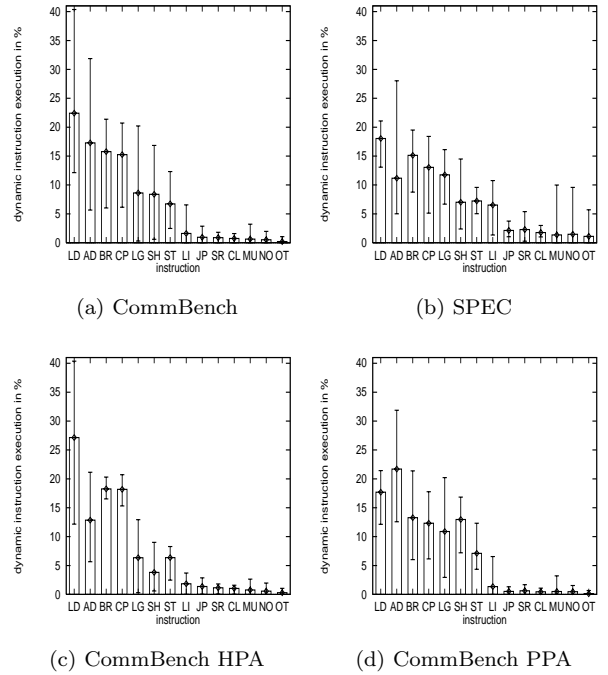 dynamic instruction execution in %
40
35
30
25
20
15
10
5
0
LD AD BR CP LG SH ST LI JP SR CL MU NO OT
instruction
(a) CommBench
dynamic instruction execution in %
40
35
30
25
20
15
10
5
0
LD AD BR CP LG SH ST LI JP SR CL MU NO OT
instruction
(b) SPEC
dynamic instruction execution in %
40
35
30
25
20
15
10
5
0
LD AD BR CP LG SH ST LI JP SR CL MU NO OT
instruction
(c) CommBench HPA
dynamic instruction execution in %
40
35
30
25
20
15
10
5
0
LD AD BR CP LG SH ST LI JP SR CL MU NO OT
instruction
(d) CommBench PPA